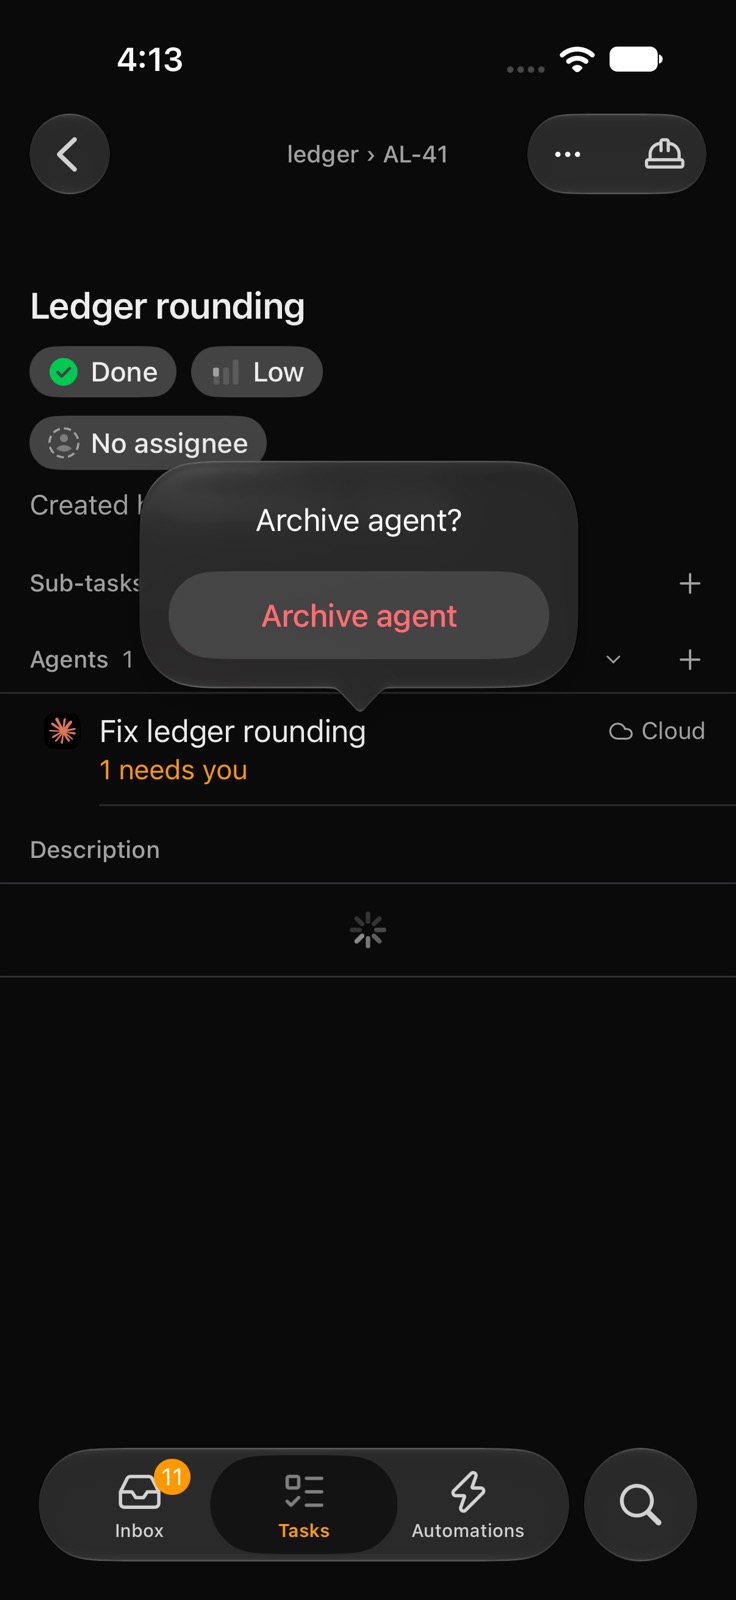 4:13
ledger › AL-41
Ledger rounding
Done
Low
No assignee
Created
Archive agent?
Archive agent
Sub-tasks
Agents 1
Fix ledger rounding
Cloud
1 needs you
Description
11
Inbox
Tasks
Automations